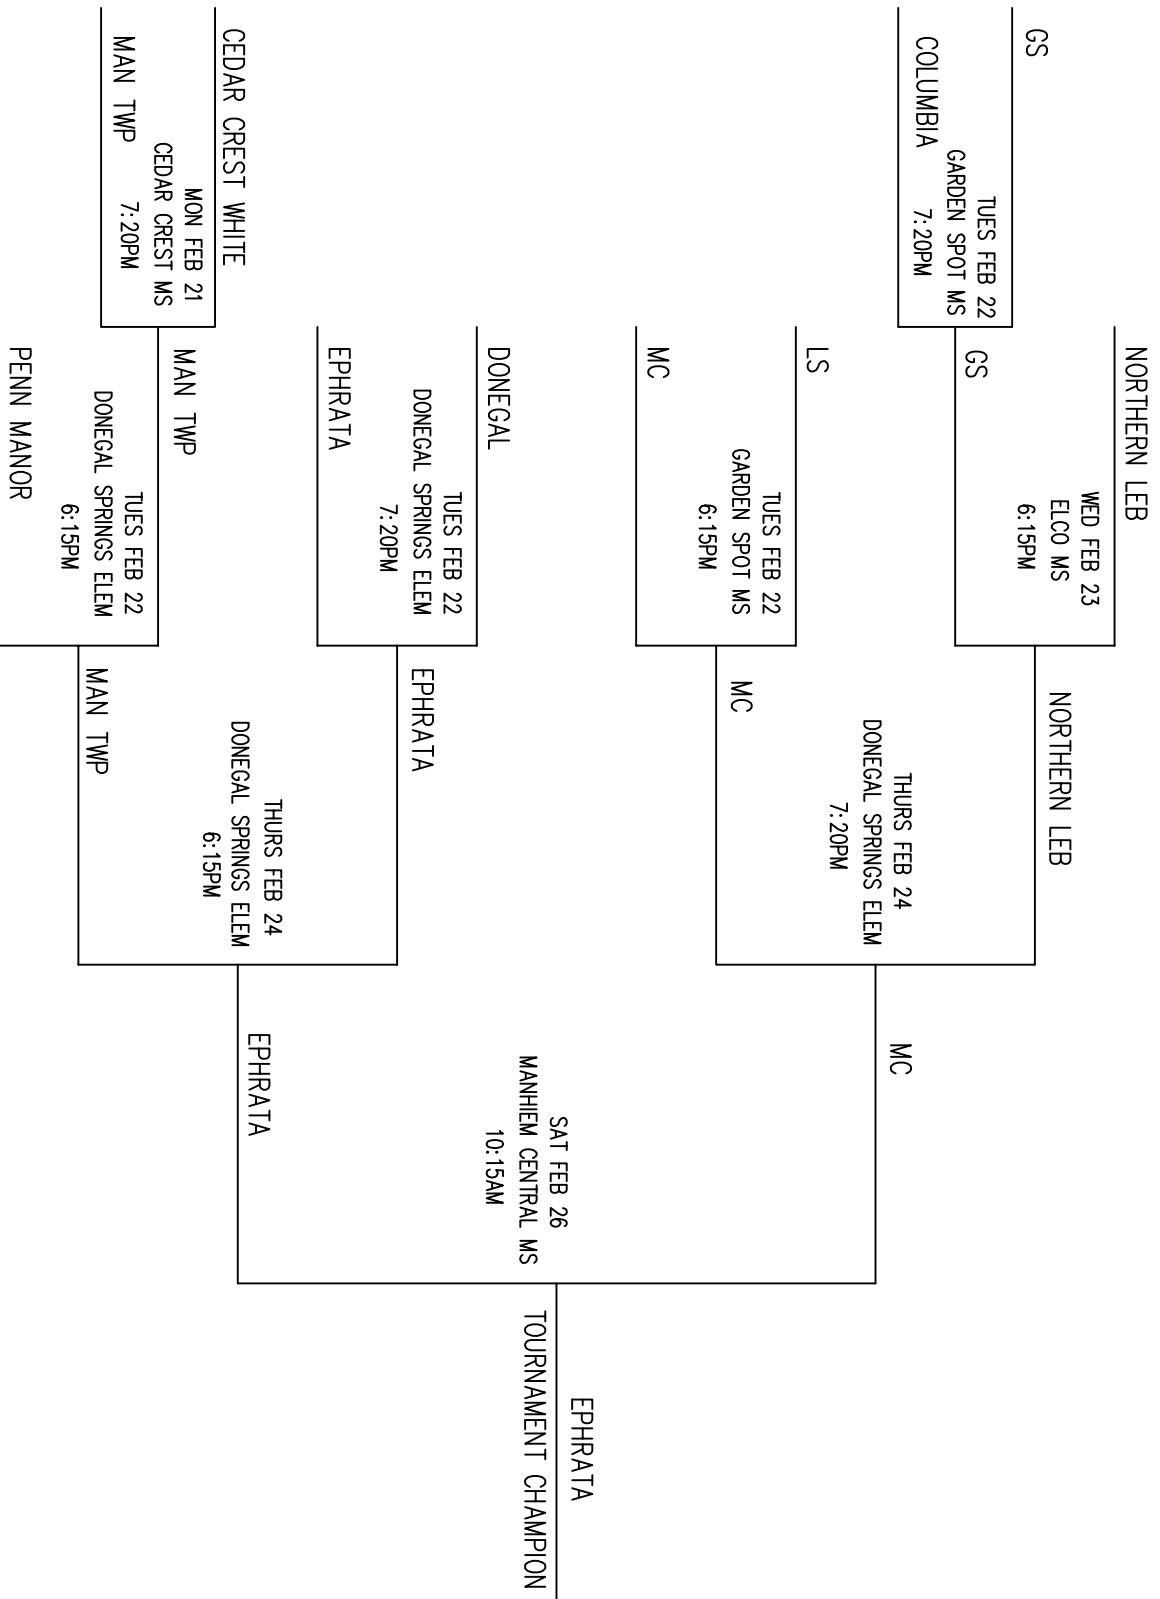 NORTHERN LEB
WED FEB 23
ELCO MS
6:15PM
GS
TUES FEB 22
GARDEN SPOT MS
COLUMBIA
7:20PM
GS
NORTHERN LEB
THURS FEB 24
DONEGAL SPRINGS ELEM
7:20PM
LS
TUES FEB 22
GARDEN SPOT MS
6:15PM
MC
MC
MC
SAT FEB 26
MANHIEM CENTRAL MS
10:15AM
EPHRATA
TOURNAMENT CHAMPION
DONEGAL
TUES FEB 22
DONEGAL SPRINGS ELEM
7:20PM
EPHRATA
EPHRATA
THURS FEB 24
DONEGAL SPRINGS ELEM
6:15PM
EPHRATA
CEDAR CREST WHITE
MON FEB 21
CEDAR CREST MS
MAN TWP
7:20PM
MAN TWP
TUES FEB 22
DONEGAL SPRINGS ELEM
6:15PM
MAN TWP
PENN MANOR